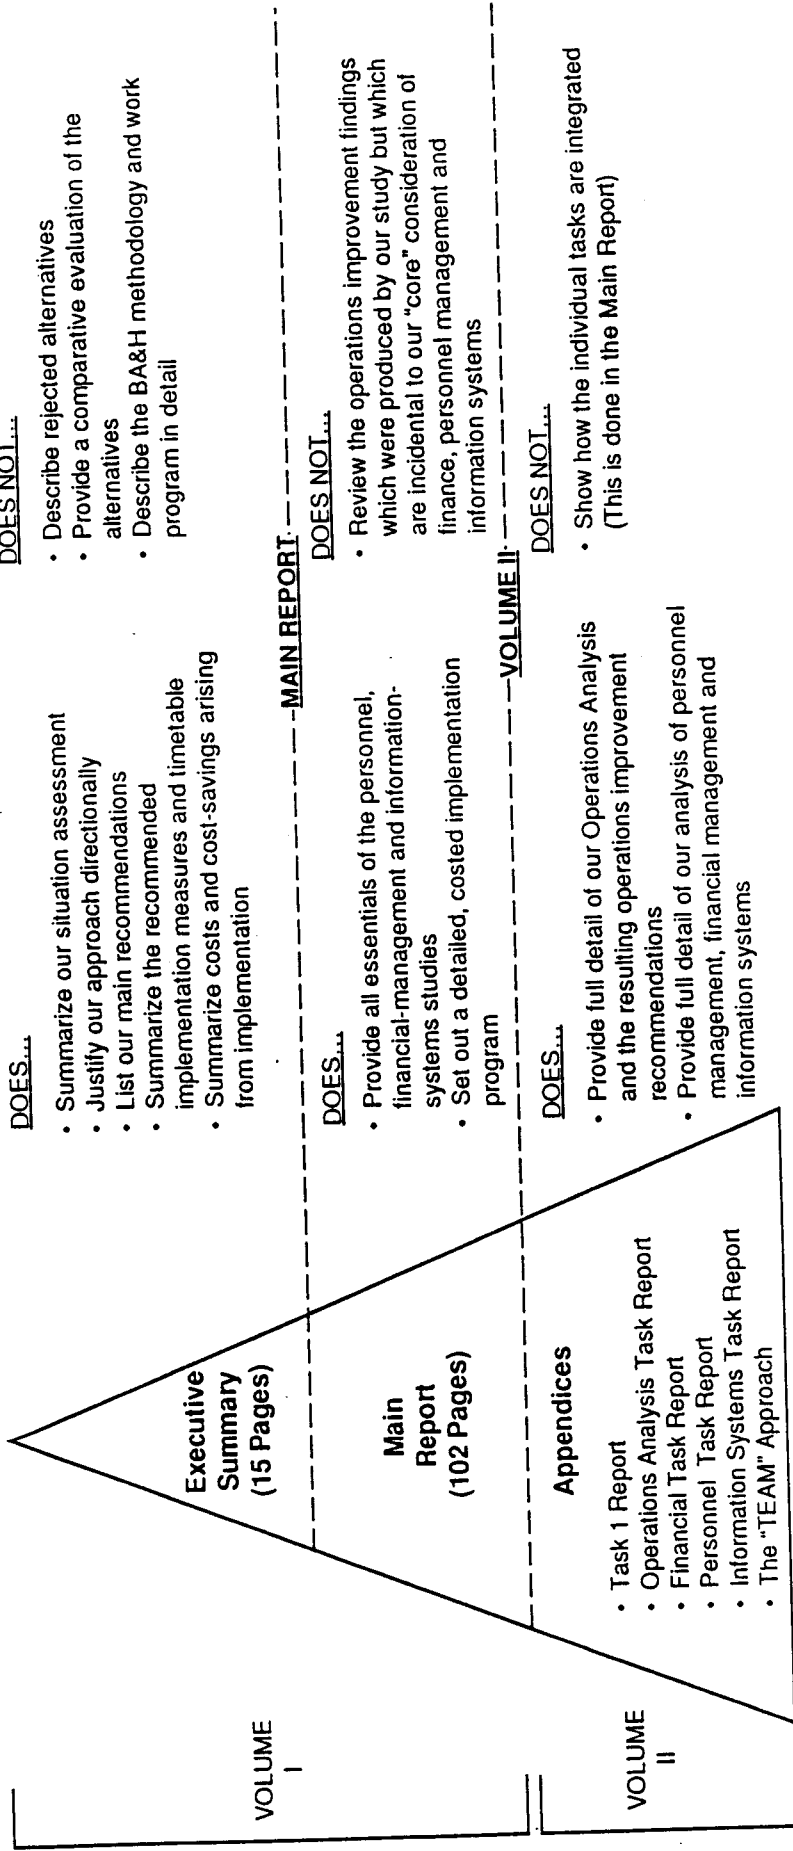 VOLUME
I
Executive
Summary
(15 Pages)
DOES...
• Summarize our situation assessment
• Justify our approach directionally
• List our main recommendations
• Summarize the recommended
implementation measures and timetable
• Summarize costs and cost-savings arising
from implementation
DOES NOT...
• Describe rejected alternatives
• Provide a comparative evaluation of the
alternatives
• Describe the BA&H methodology and work
program in detail
MAIN REPORT
Main
Report
(102 Pages)
DOES...
• Provide all essentials of the personnel,
financial-management and information-
systems studies
• Set out a detailed, costed implementation
program
DOES NOT...
• Review the operations improvement findings
which were produced by our study but which
are incidental to our "core" consideration of
finance, personnel management and
information systems
VOLUME II
VOLUME
II
Appendices
• Task 1 Report
• Operations Analysis Task Report
• Financial Task Report
• Personnel Task Report
• Information Systems Task Report
• The "TEAM" Approach
DOES...
• Provide full detail of our Operations Analysis
and the resulting operations improvement
recommendations
• Provide full detail of our analysis of personnel
management, financial management and
information systems
DOES NOT...
• Show how the individual tasks are integrated
(This is done in the Main Report)